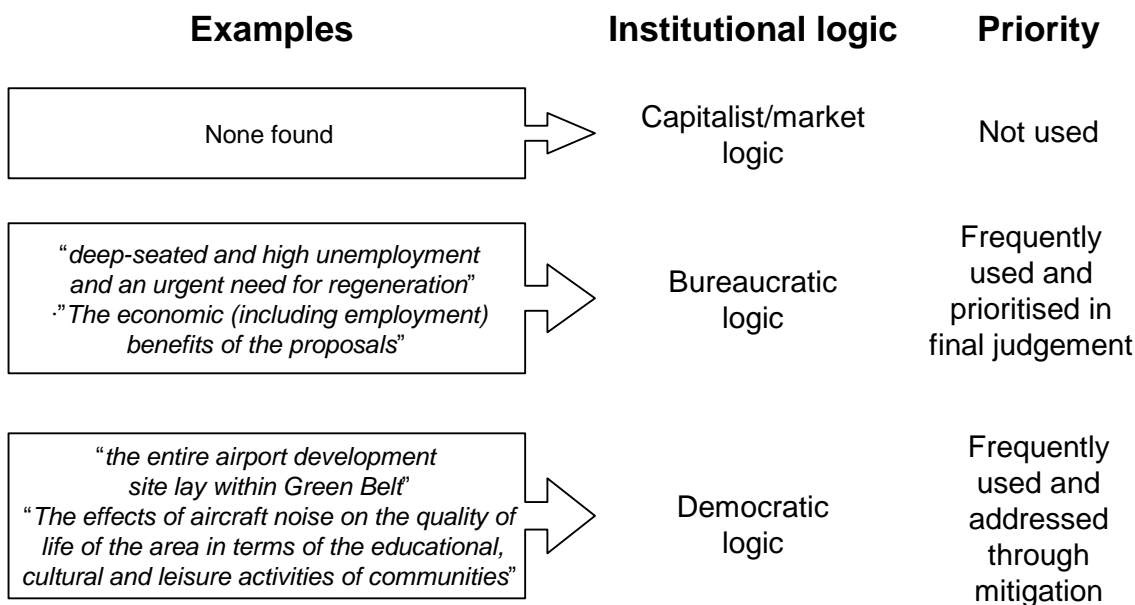 Examples Institutional logic Priority
None found
Capitalist/market
logic
Not used
“deep-seated and high unemployment
and an urgent need for regeneration”
·”The economic (including employment)
benefits of the proposals”
Bureaucratic
logic
Frequently
used and
prioritised in
final judgement
“the entire airport development
site lay within Green Belt”
“The effects of aircraft noise on the quality of
life of the area in terms of the educational,
cultural and leisure activities of communities”
Democratic
logic
Frequently
used and
addressed
through
mitigation